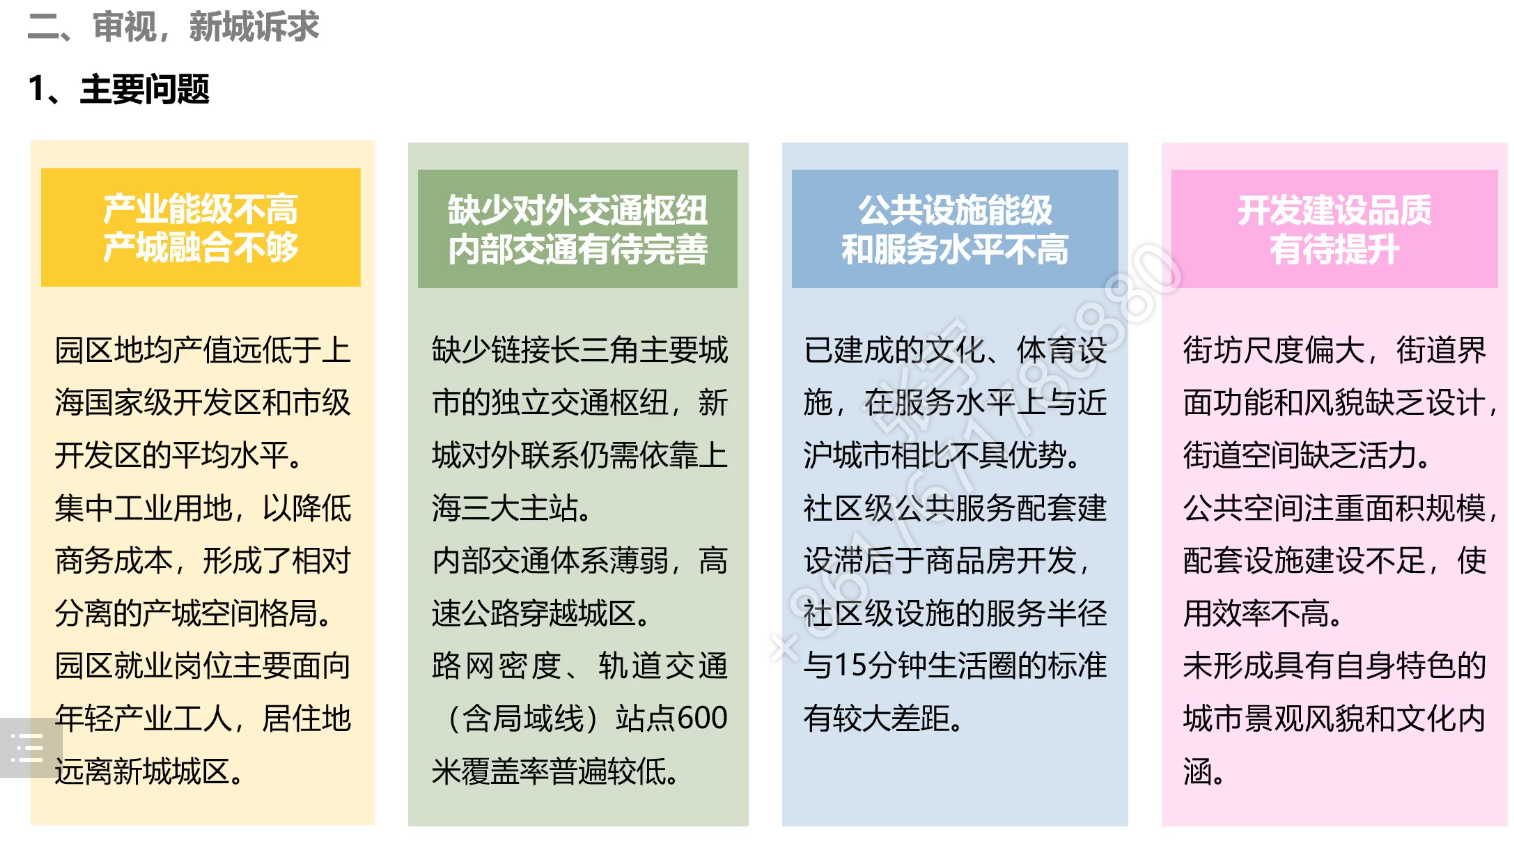 二、审视，新城诉求
1、主要问题
产业能级不高
产城融合不够
园区地均产值远低于上
海国家级开发区和市级
开发区的平均水平。
集中工业用地，以降低
商务成本，形成了相对
分离的产城空间格局。
园区就业岗位主要面向
年轻产业工人，居住地
远离新城城区。
缺少对外交通枢纽
内部交通有待完善
缺少链接长三角主要城
市的独立交通枢纽，新
城对外联系仍需依靠上
海三大主站。
内部交通体系薄弱，高
速公路穿越城区。
路网密度、轨道交通
（含局域线）站点600
米覆盖率普遍较低。
公共设施能级
和服务水平不高
已建成的文化、体育设
施，在服务水平上与近
沪城市相比不具优势。
社区级公共服务配套建
设滞后于商品房开发，
社区级设施的服务半径
与15分钟生活圈的标准
有较大差距。
开发建设品质
有待提升
街坊尺度偏大，街道界
面功能和风貌缺乏设计，
街道空间缺乏活力。
公共空间注重面积规模，
配套设施建设不足，使
用效率不高。
未形成具有自身特色的
城市景观风貌和文化内
涵。
+8617671786880